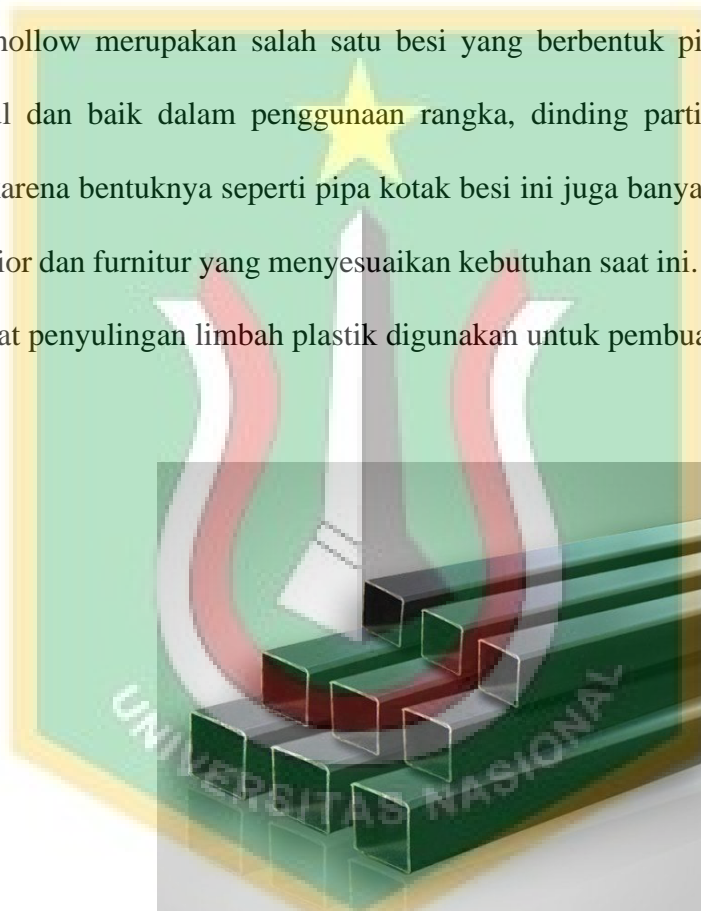 hollow merupakan salah satu besi yang berbentuk pi
l dan baik dalam penggunaan rangka, dinding parti
karena bentuknya seperti pipa kotak besi ini juga banya
ior dan furnitur yang menyesuaikan kebutuhan saat ini.
at penyulingan limbah plastik digunakan untuk pembua
UNIVERSITAS NASIONAL